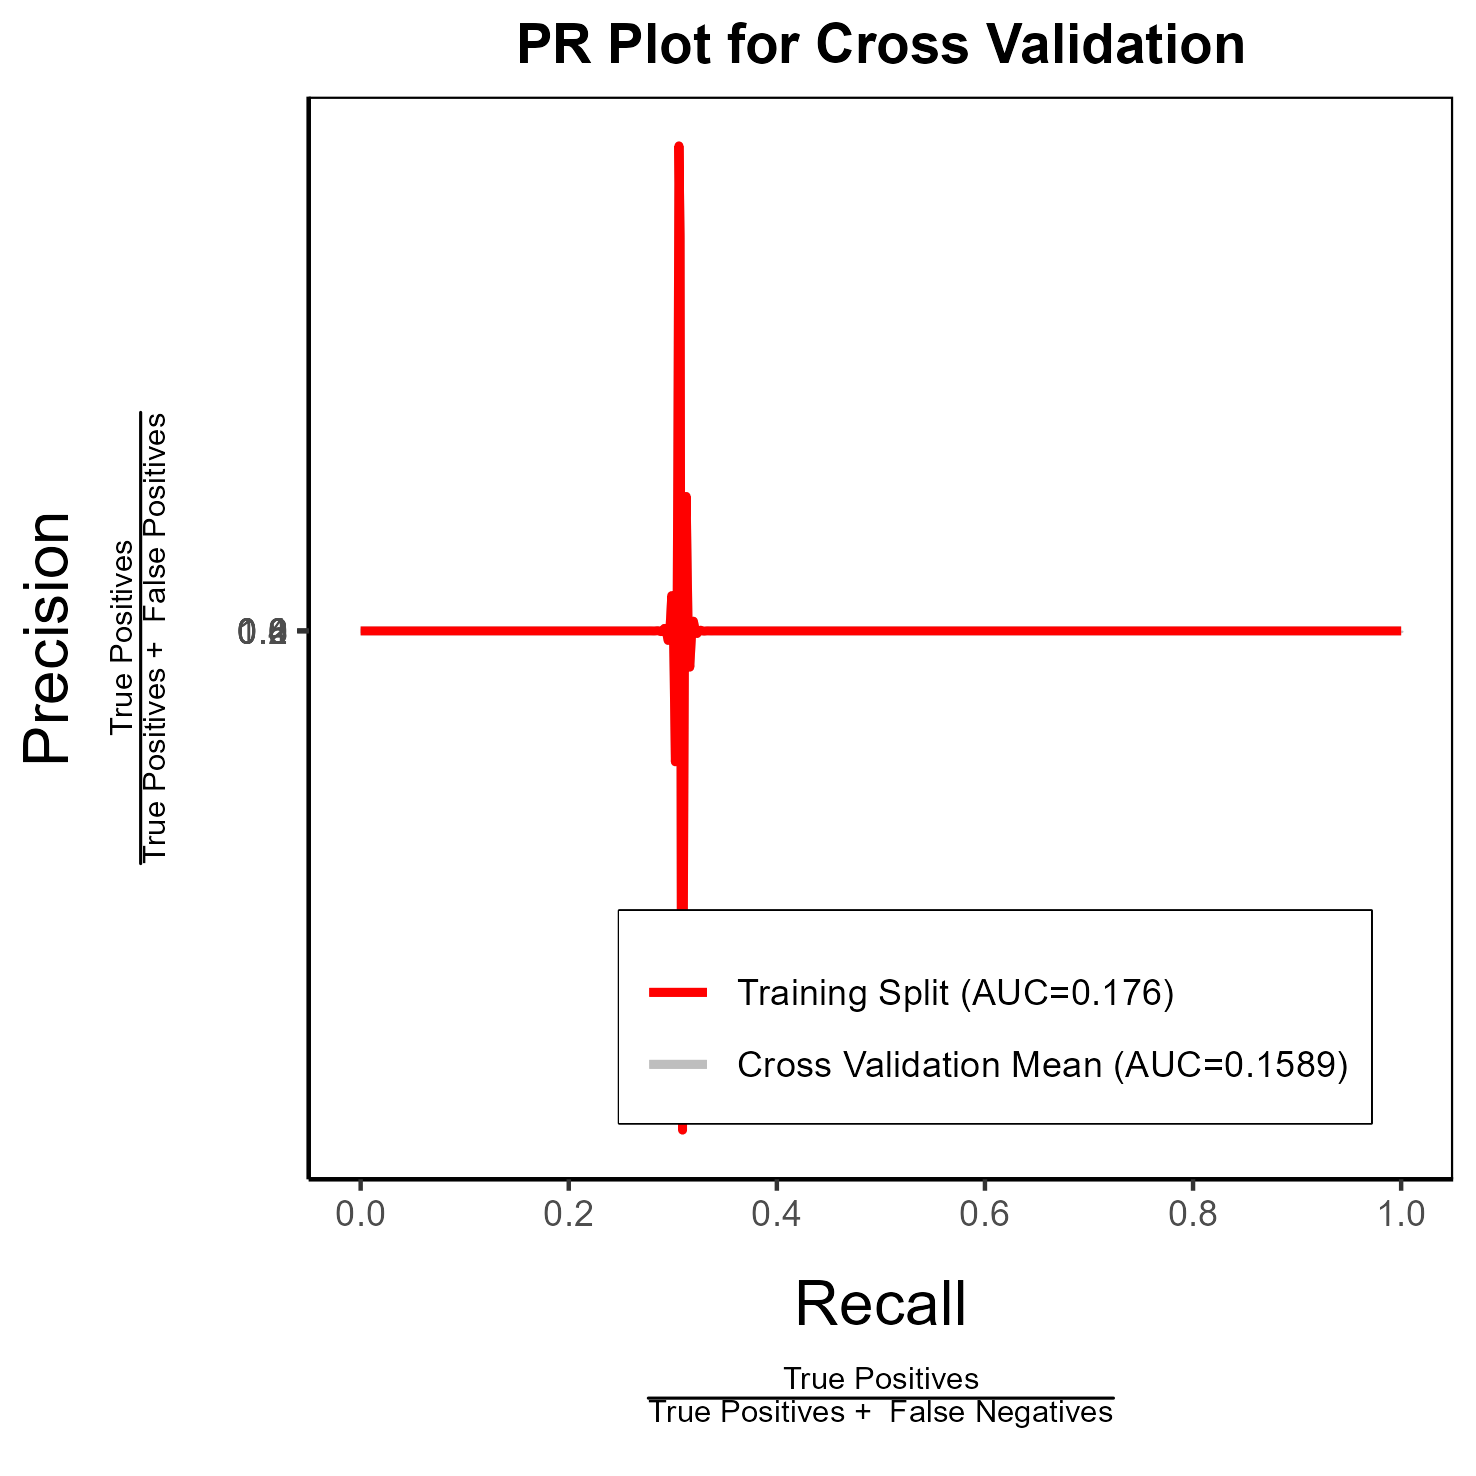 PR Plot for Cross Validation
Precision
True Positives
True Positives + False Positives
Training Split (AUC=0.176)
Cross Validation Mean (AUC=0.1589)
0.0 0.2 0.4 0.6 0.8 1.0
Recall
True Positives
True Positives + False Negatives